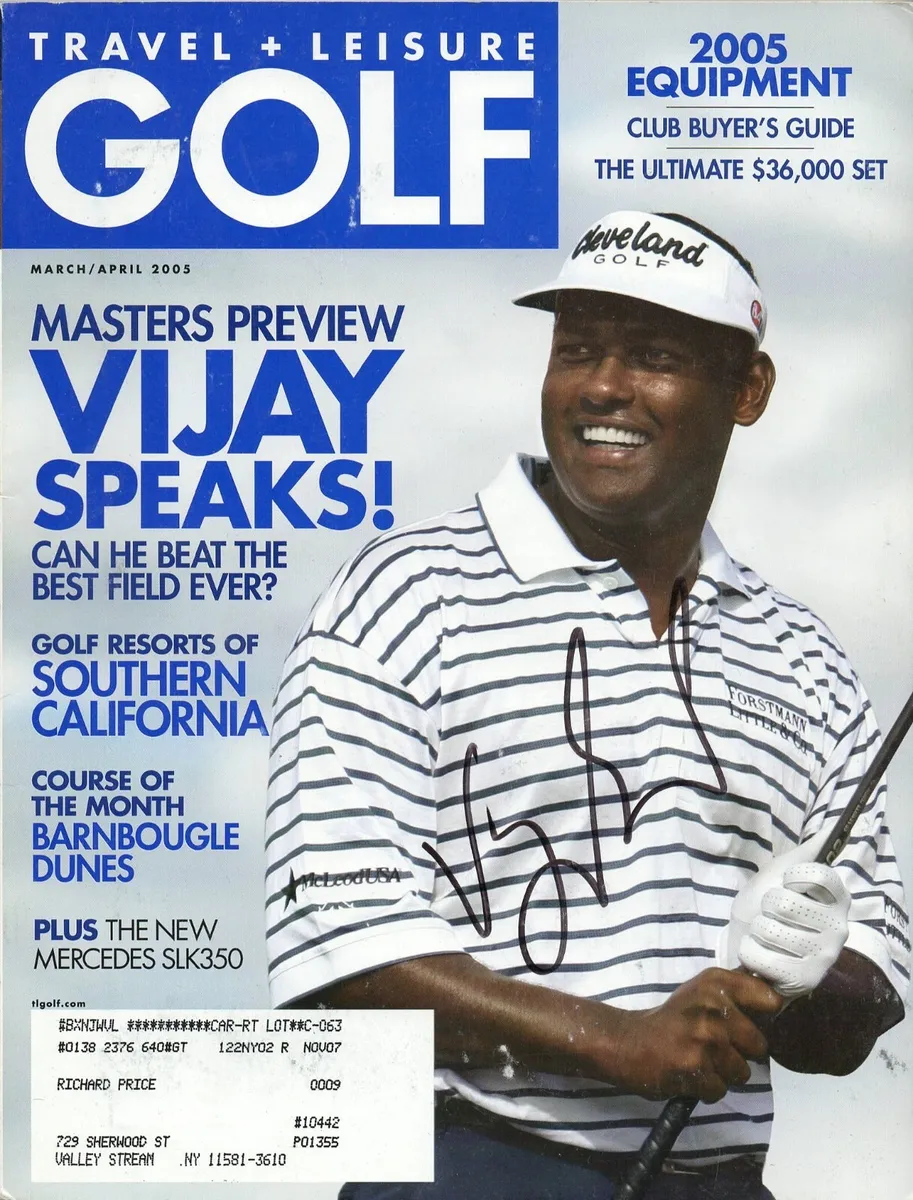 TRAVEL + LEISURE
GOLF
2005
EQUIPMENT
CLUB BUYER'S GUIDE
THE ULTIMATE $36,000 SET
MARCH/APRIL 2005
Cleveland
GOLF
MASTERS PREVIEW
VIJAY
SPEAKS!
CAN HE BEAT THE
BEST FIELD EVER?
GOLF RESORTS OF
SOUTHERN
CALIFORNIA
FORSTMANN
LITTLE & Co
COURSE OF
THE MONTH
BARNBOUGLE
DUNES
McLeodUSA
PLUS THE NEW
MERCEDES SLK350
tlgolf.com
#BXNJWVL ***********CAR-RT LOT**C-063
#0138 2376 640#GT 122NY02 R NOV07
RICHARD PRICE 0009
#10442
729 SHERWOOD ST P01355
VALLEY STREAM .NY 11581-3610